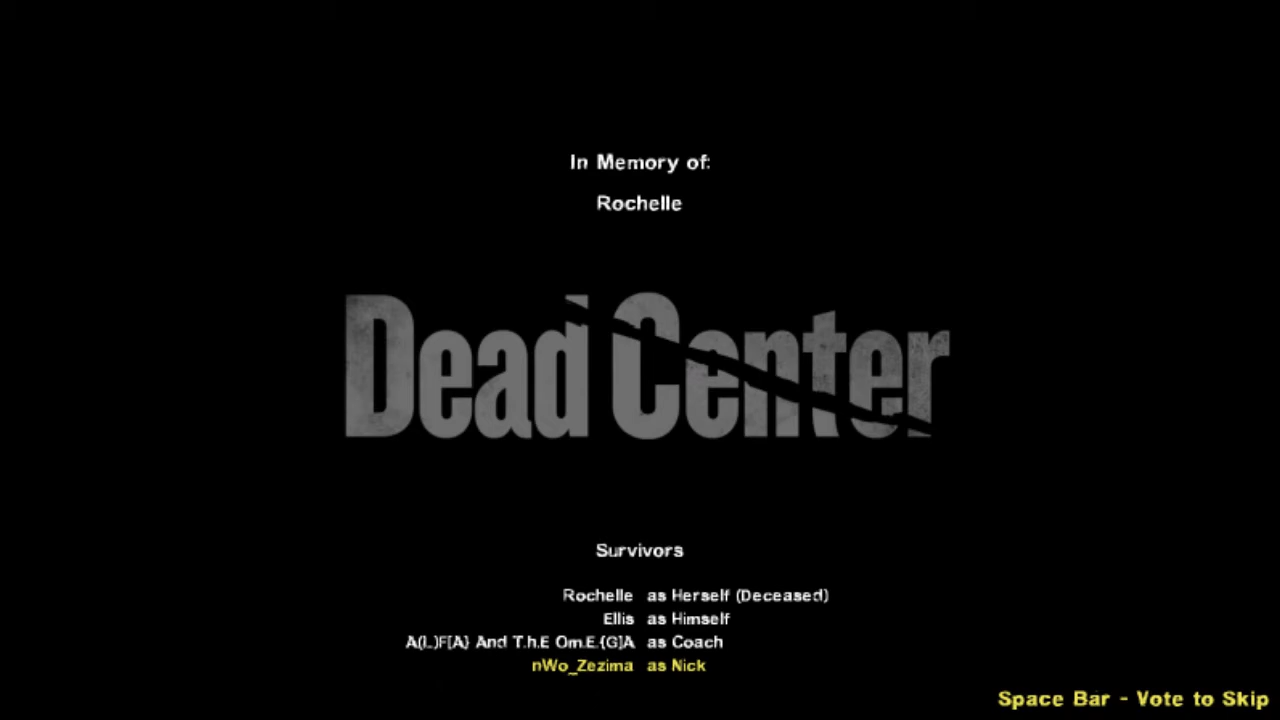 In Memory of:
Rochelle
Dead Center
Survivors
Rochelle as Herself (Deceased)
Ellis as Himself
A(L)F[A} And T.h.E Om.E.{G]A as Coach
nWo_Zezima as Nick
Space Bar - Vote to Skip